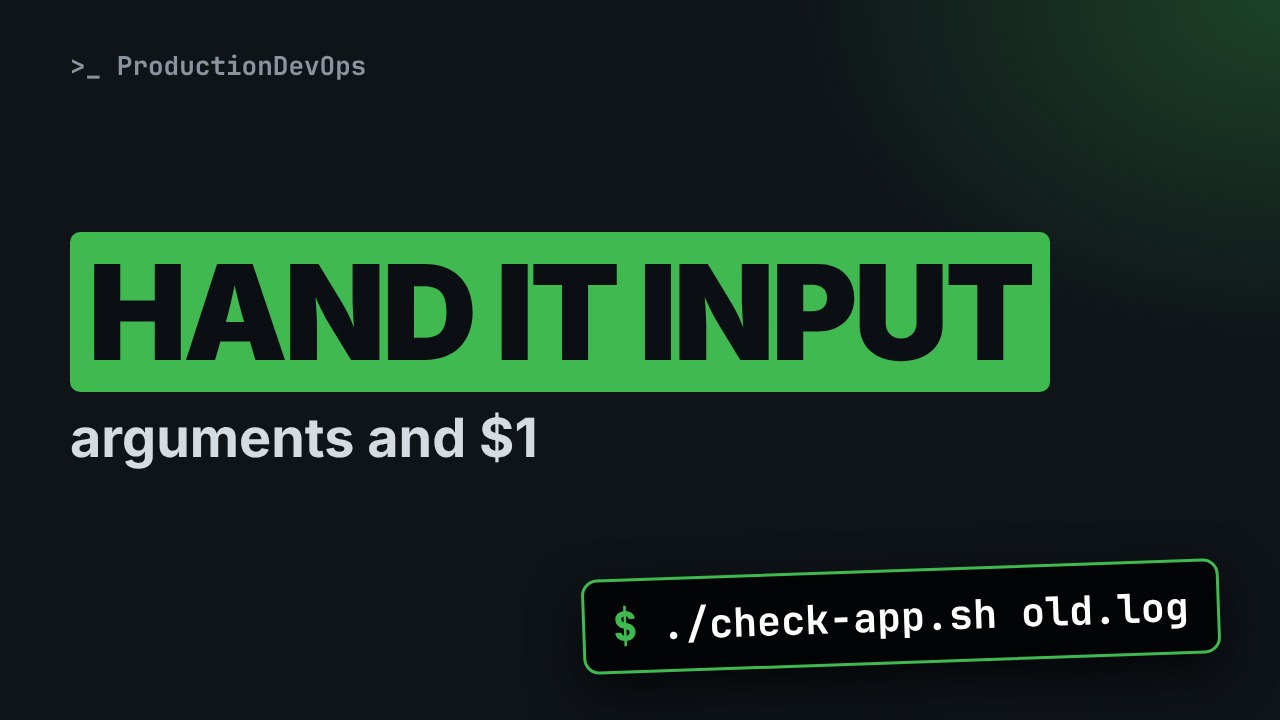 >_ ProductionDevOps
HAND IT INPUT
arguments and $1
$ ./check-app.sh old.log